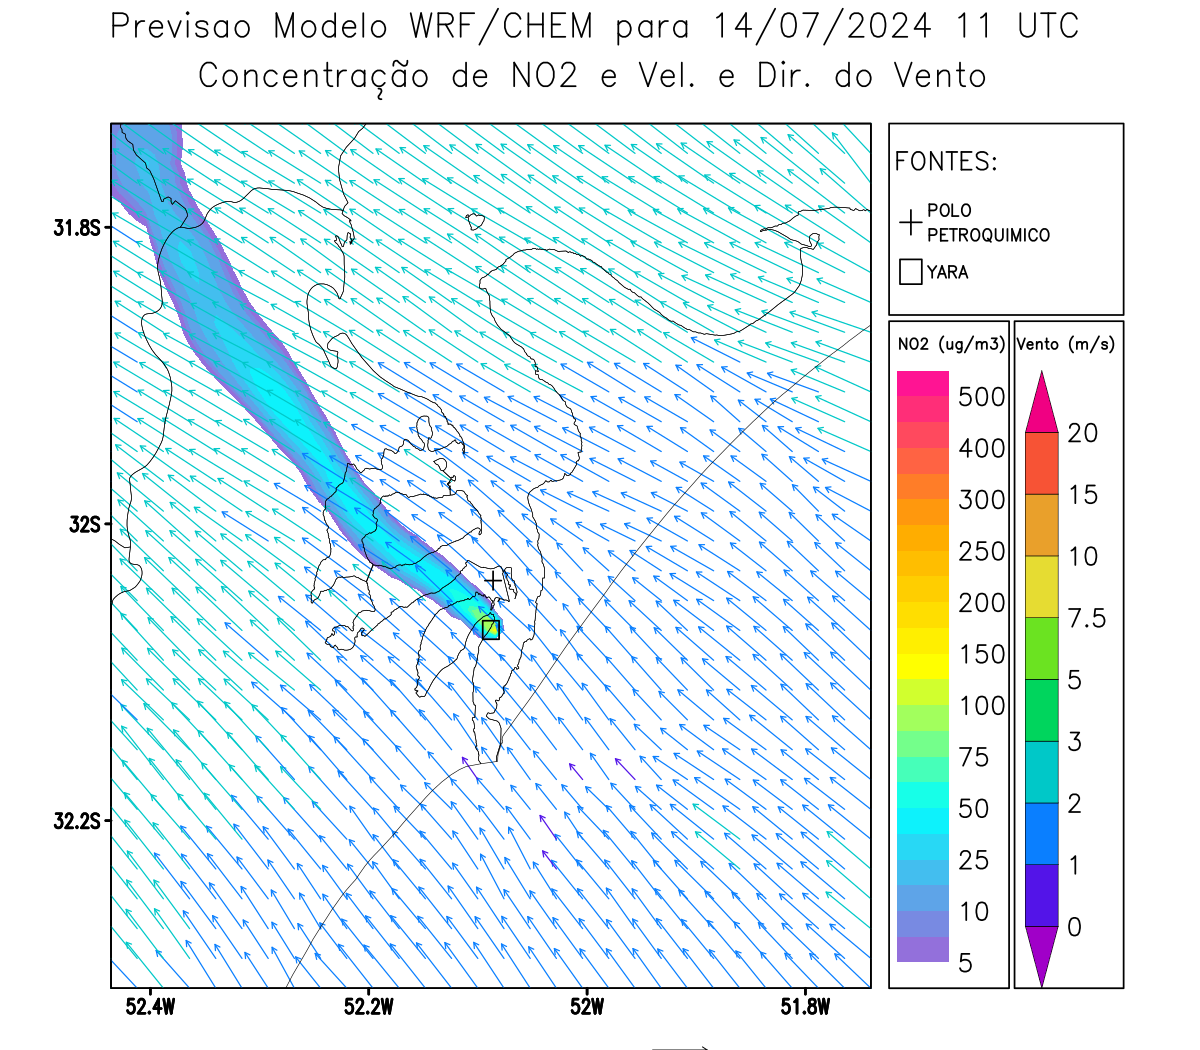 Previsao Modelo WRF/CHEM para 14/07/2024 11 UTC
Concentração de NO2 e Vel. e Dir. do Vento
FONTES:
POLO
PETROQUIMICO
YARA
NO2 (ug/m3)
500
400
300
250
200
150
100
75
50
25
10
5
Vento (m/s)
20
15
10
7.5
5
3
2
1
0
31.8S
32S
32.2S
52.4W
52.2W
52W
51.8W